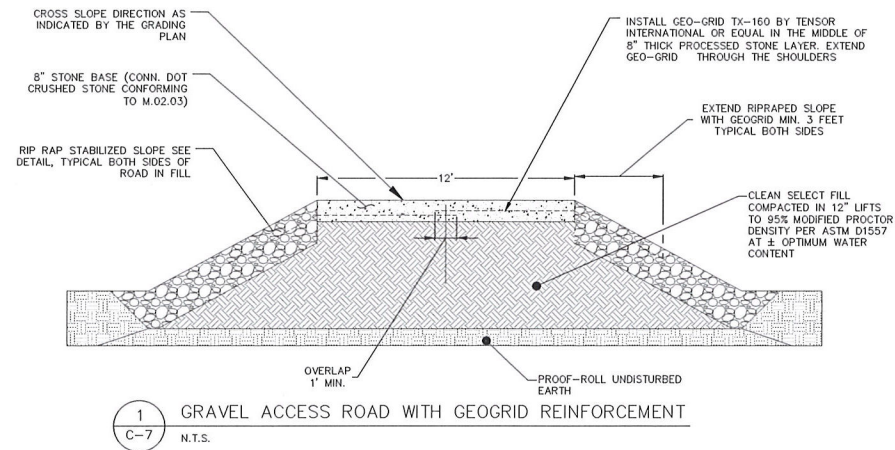 CROSS SLOPE DIRECTION AS
INDICATED BY THE GRADING
PLAN
8" STONE BASE (CONN. DOT
CRUSHED STONE CONFORMING
TO M.02.03)
RIP RAP STABILIZED SLOPE SEE
DETAIL, TYPICAL BOTH SIDES OF
ROAD IN FILL
INSTALL GEO-GRID TX-160 BY TENSOR
INTERNATIONAL OR EQUAL IN THE MIDDLE OF
8" THICK PROCESSED STONE LAYER. EXTEND
GEO-GRID THROUGH THE SHOULDERS
EXTEND RIPRAPED SLOPE
WITH GEOGRID MIN. 3 FEET
TYPICAL BOTH SIDES
12'
CLEAN SELECT FILL
COMPACTED IN 12" LIFTS
TO 95% MODIFIED PROCTOR
DENSITY PER ASTM D1557
AT ± OPTIMUM WATER
CONTENT
OVERLAP
1' MIN.
PROOF-ROLL UNDISTURBED
EARTH
1
C-7
GRAVEL ACCESS ROAD WITH GEOGRID REINFORCEMENT
N.T.S.